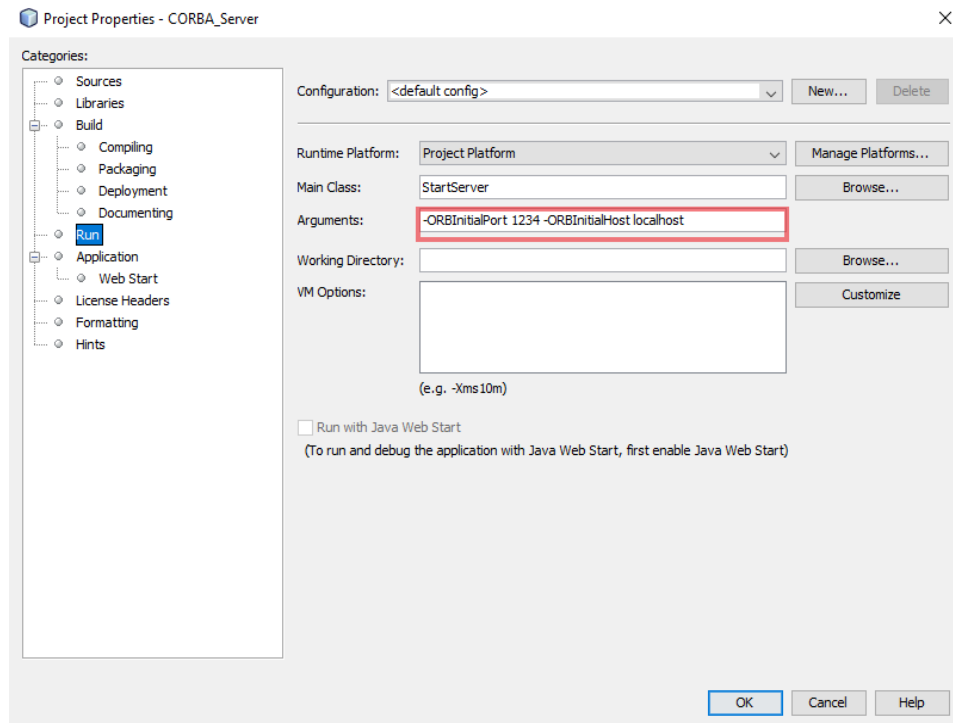 Project Properties - CORBA_Server
Categories:
Sources
Libraries
Build
Compiling
Packaging
Deployment
Documenting
Run
Application
Web Start
License Headers
Formatting
Hints
Configuration: <default config> New... Delete
Runtime Platform: Project Platform Manage Platforms...
Main Class: StartServer Browse...
Arguments: -ORBInitialPort 1234 -ORBInitialHost localhost
Working Directory: Browse...
VM Options: Customize
(e.g. -Xms10m)
Run with Java Web Start
(To run and debug the application with Java Web Start, first enable Java Web Start)
OK Cancel Help